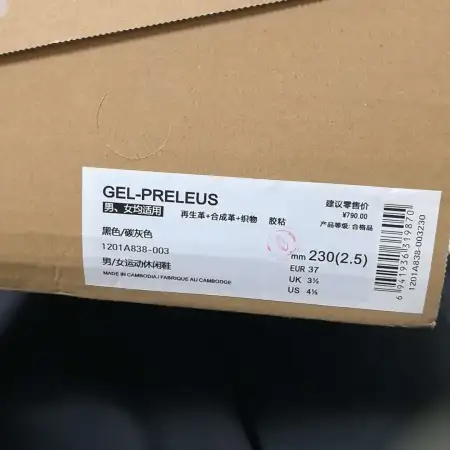 GEL-PRELEUS
男、女均适用
再生革+合成革+织物 胶粘
建议零售价
¥790.00
产品等级: 合格品
黑色/碳灰色
1201A838-003
男/女运动休闲鞋
MADE IN CAMBODIA / FABRIQUE AU CAMBODGE
mm 230(2.5)
EUR 37
UK 3½
US 4½
6941936131987​0
1201A838-003230